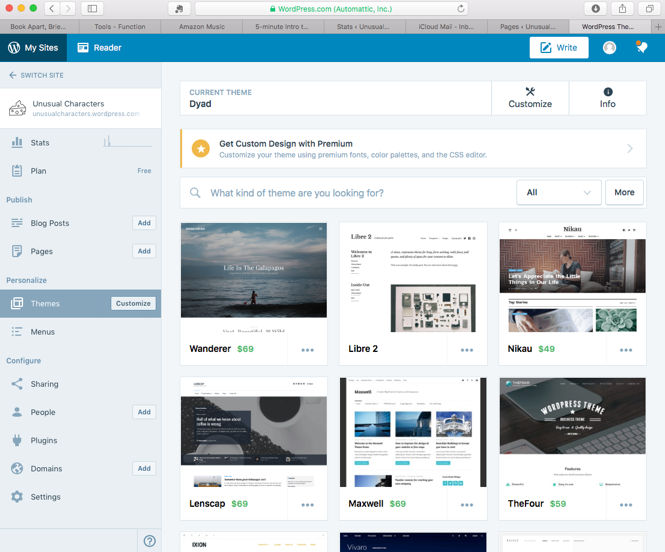 WordPress.com (Automattic, Inc.)
Book Apart, Brie...
Tools - Function
Amazon Music
5-minute Intro t...
Stats ‹ Unusual...
iCloud Mail - Inb...
Pages ‹ Unusual...
WordPress The...
My Sites
Reader
Write
SWITCH SITE
Unusual Characters
unusualcharacters.wordpress.com
Stats
Plan
Free
Publish
Blog Posts
Add
Pages
Add
Personalize
Themes
Customize
Menus
Configure
Sharing
People
Add
Plugins
Domains
Add
Settings
CURRENT THEME
Dyad
Customize
Info
Get Custom Design with Premium
Customize your theme using premium fonts, color palettes, and the CSS editor.
What kind of theme are you looking for?
All
More
Life In The Galapagos
Wanderer $69
Libre 2
Welcome to
Libre 2
Inside Out
Libre 2
Nikau
Let's Appreciate the Little
Things in Our Life
Top Stories
Nikau $49
Lenscap $69
Maxwell
Maxwell $69
WORDPRESS THEME
Features
TheFour $59
IXION
Vivaro